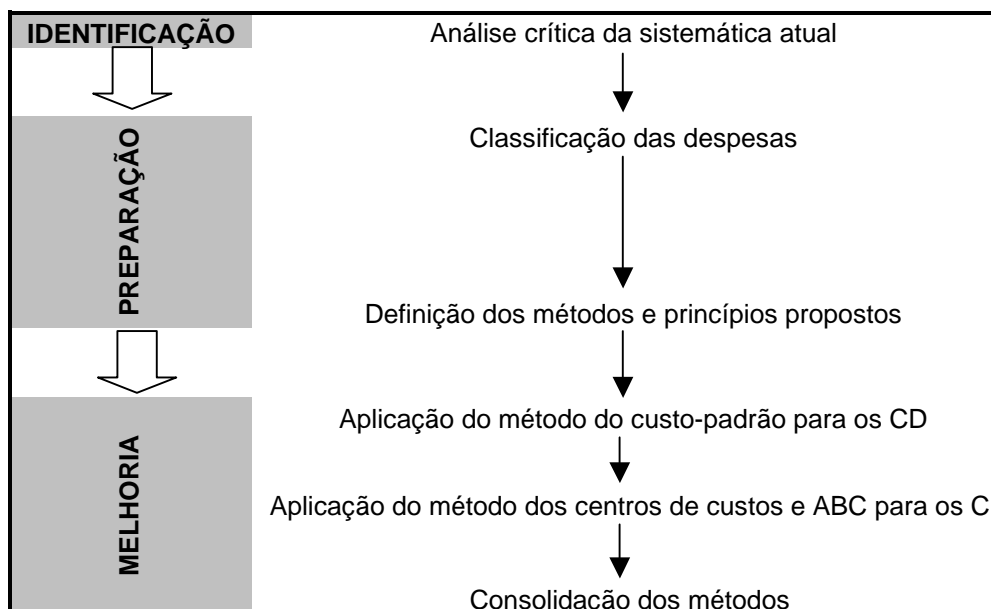 IDENTIFICAÇÃO
Análise crítica da sistemática atual
PREPARAÇÃO
Classificação das despesas
Definição dos métodos e princípios propostos
MELHORIA
Aplicação do método do custo-padrão para os CD
Aplicação do método dos centros de custos e ABC para os C
Consolidação dos métodos